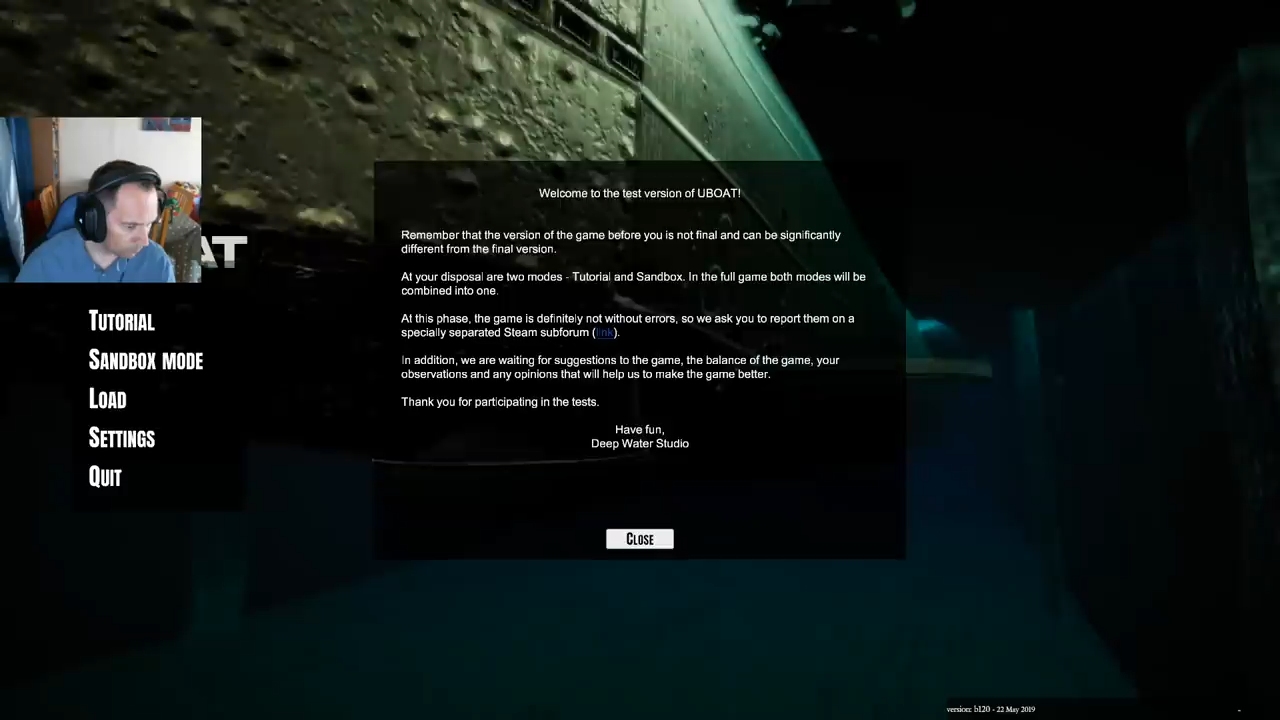 Welcome to the test version of UBOAT!
Remember that the version of the game before you is not final and can be significantly
different from the final version.
At your disposal are two modes - Tutorial and Sandbox. In the full game both modes will be
combined into one.
At this phase, the game is definitely not without errors, so we ask you to report them on a
specially separated Steam subforum (link).
In addition, we are waiting for suggestions to the game, the balance of the game, your
observations and any opinions that will help us to make the game better.
Thank you for participating in the tests.
Have fun,
Deep Water Studio
CLOSE
AT
TUTORIAL
SANDBOX MODE
LOAD
SETTINGS
QUIT
version: b120 - 22 May 2019